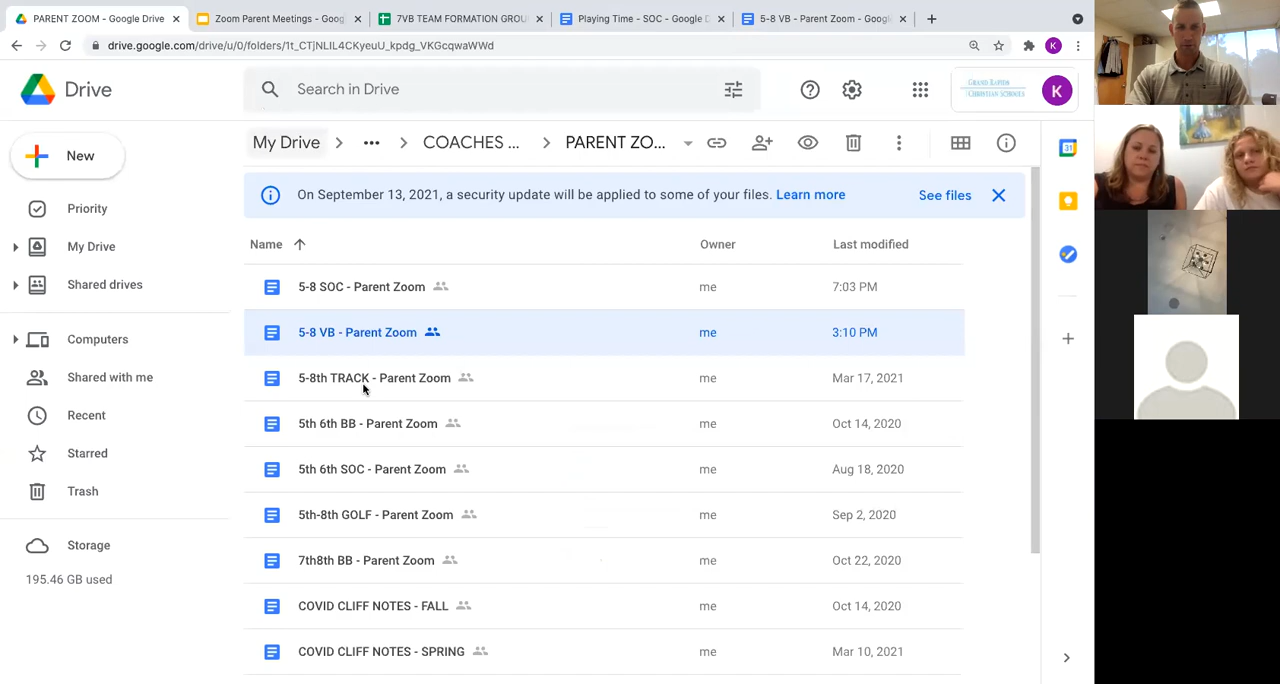 PARENT ZOOM - Google Drive
Zoom Parent Meetings - Goog
7VB TEAM FORMATION GROU
Playing Time - SOC - Google D
5-8 VB - Parent Zoom - Google
drive.google.com/drive/u/0/folders/1t_CTjNLIL4CKyeuU_kpdg_VKGcqwaWWd
K
Drive
Search in Drive
GRAND RAPIDS
CHRISTIAN SCHOOLS
K
New
My Drive
COACHES ...
PARENT ZO...
31
On September 13, 2021, a security update will be applied to some of your files. Learn more
See files
Priority
My Drive
Shared drives
Computers
Shared with me
Recent
Starred
Trash
Storage
195.46 GB used
Name
Owner
Last modified
5-8 SOC - Parent Zoom
me
7:03 PM
5-8 VB - Parent Zoom
me
3:10 PM
5-8th TRACK - Parent Zoom
me
Mar 17, 2021
5th 6th BB - Parent Zoom
me
Oct 14, 2020
5th 6th SOC - Parent Zoom
me
Aug 18, 2020
5th-8th GOLF - Parent Zoom
me
Sep 2, 2020
7th8th BB - Parent Zoom
me
Oct 22, 2020
COVID CLIFF NOTES - FALL
me
Oct 14, 2020
COVID CLIFF NOTES - SPRING
me
Mar 10, 2021